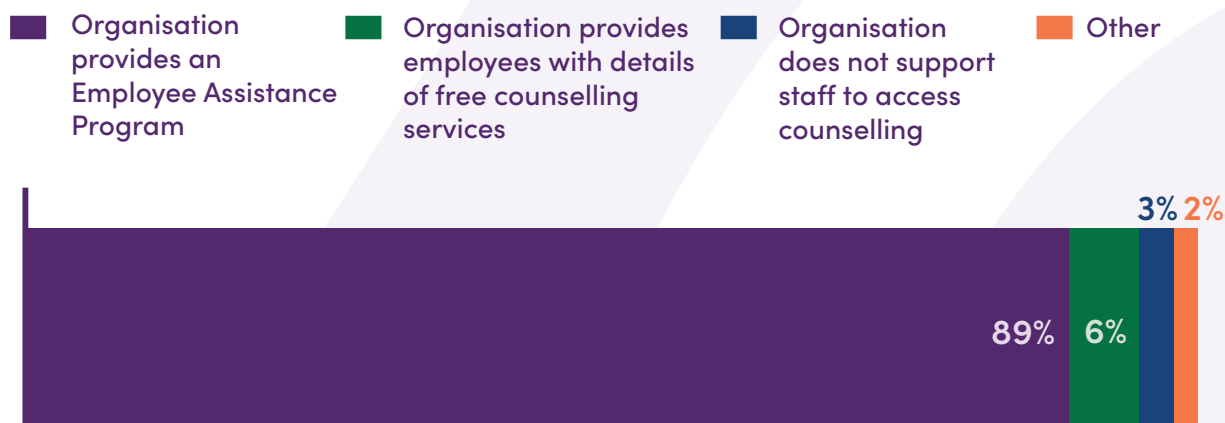 Organisation
provides an
Employee Assistance
Program
Organisation provides
employees with details
of free counselling
services
Organisation
does not support
staff to access
counselling
Other
3% 2%
89% 6%